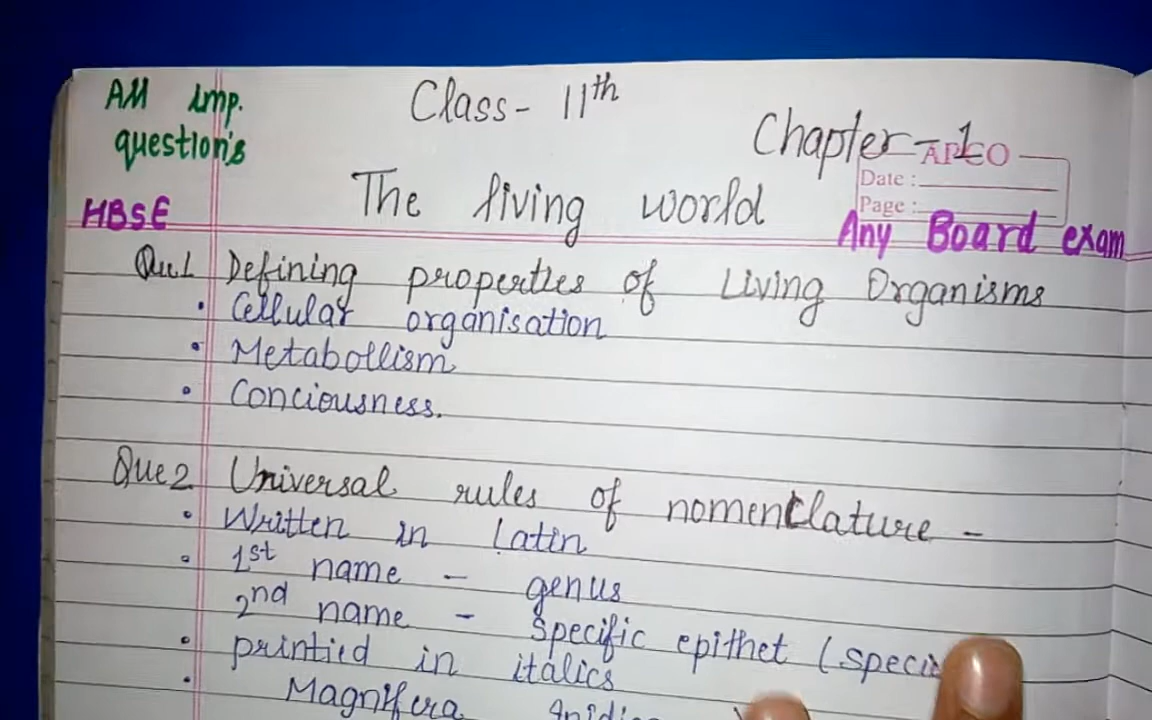 All imp.
question's
Class- 11th
Chapter-1
APCO
Date :
Page :
The living world
HBSE
Any Board exam
Que1 Defining properties of Living Organisms
• Cellular organisation
• Metabollism
• Conciousness.
Que2 Universal rules of nomenclature -
• Written in Latin
• 1st name - genus
2nd name - specific epithet (speci
• printied in italics
• Magnifera